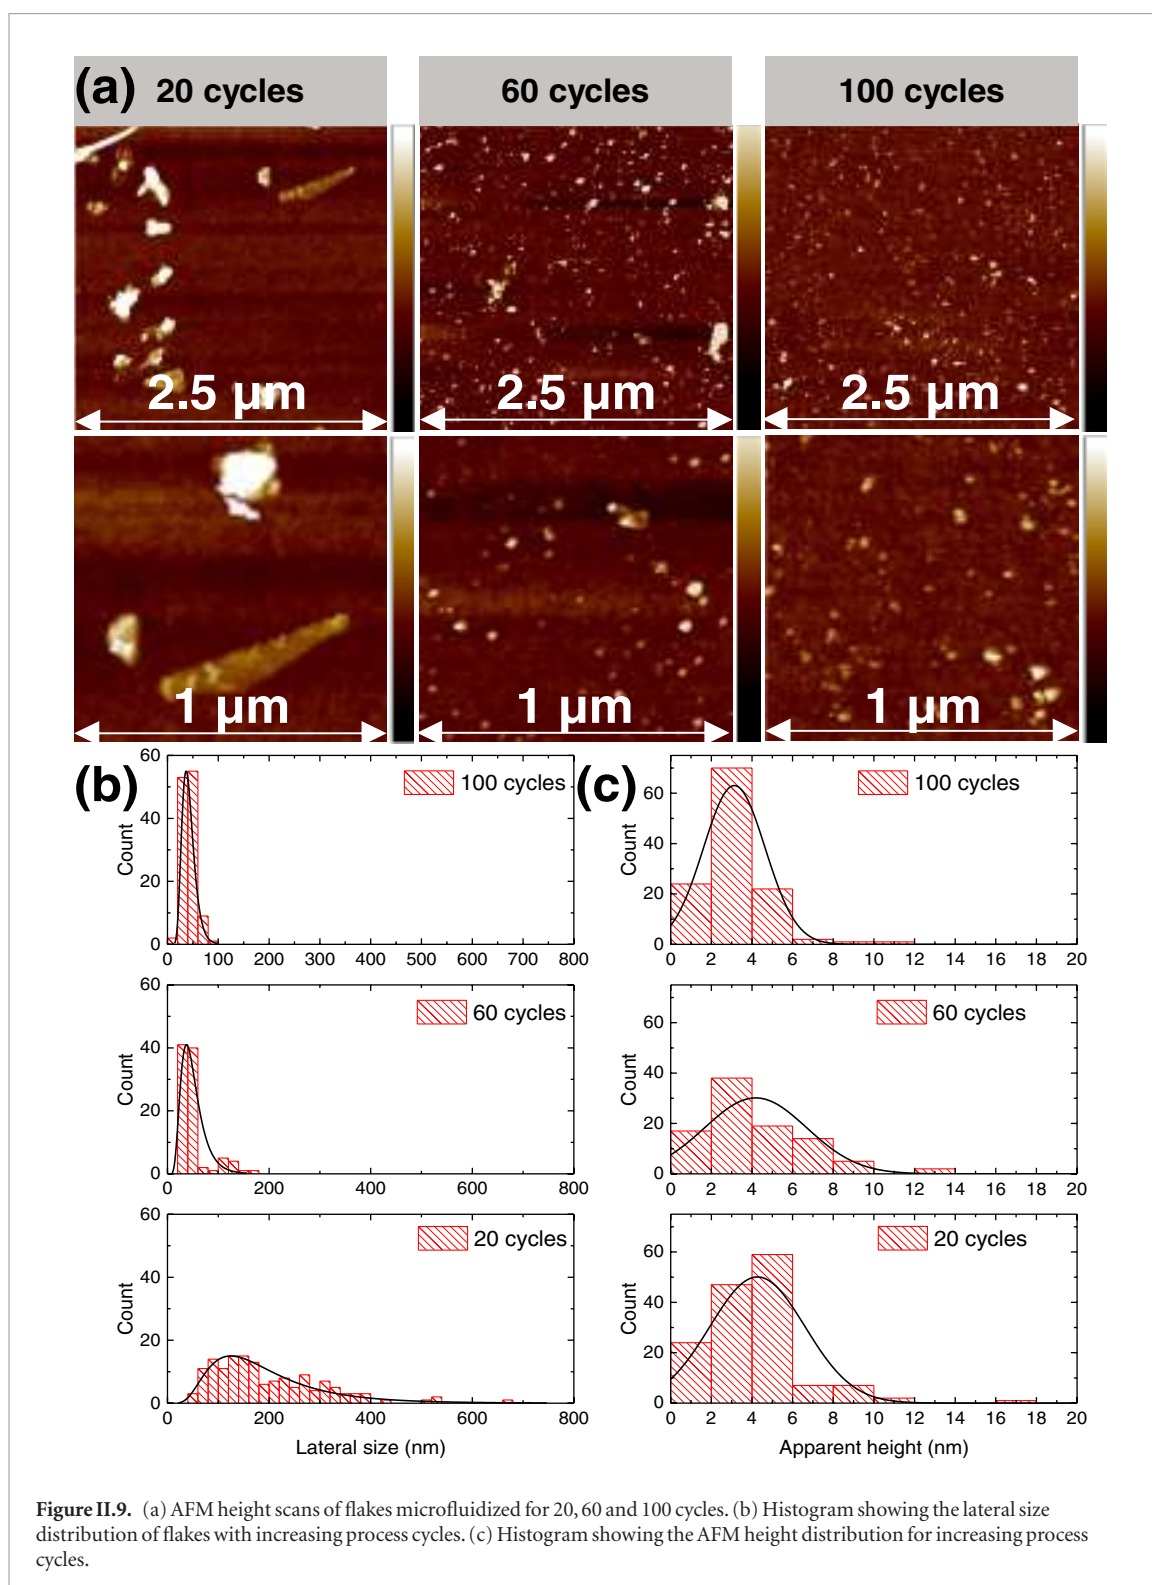 (a) 20 cycles 60 cycles 100 cycles
2.5 µm 2.5 µm 2.5 µm
1 µm 1 µm 1 µm
(b)
60
40
20
0
Count
100 cycles
0 100 200 300 400 500 600 700 800
60
40
20
0
Count
60 cycles
0 200 400 600 800
60
40
20
0
Count
20 cycles
0 200 400 600 800
Lateral size (nm)
(c)
60
40
20
0
Count
100 cycles
0 2 4 6 8 10 12 14 16 18 20
60
40
20
0
Count
60 cycles
0 2 4 6 8 10 12 14 16 18 20
60
40
20
0
Count
20 cycles
0 2 4 6 8 10 12 14 16 18 20
Apparent height (nm)
Figure II.9. (a) AFM height scans of flakes microfluidized for 20, 60 and 100 cycles. (b) Histogram showing the lateral size
distribution of flakes with increasing process cycles. (c) Histogram showing the AFM height distribution for increasing process
cycles.